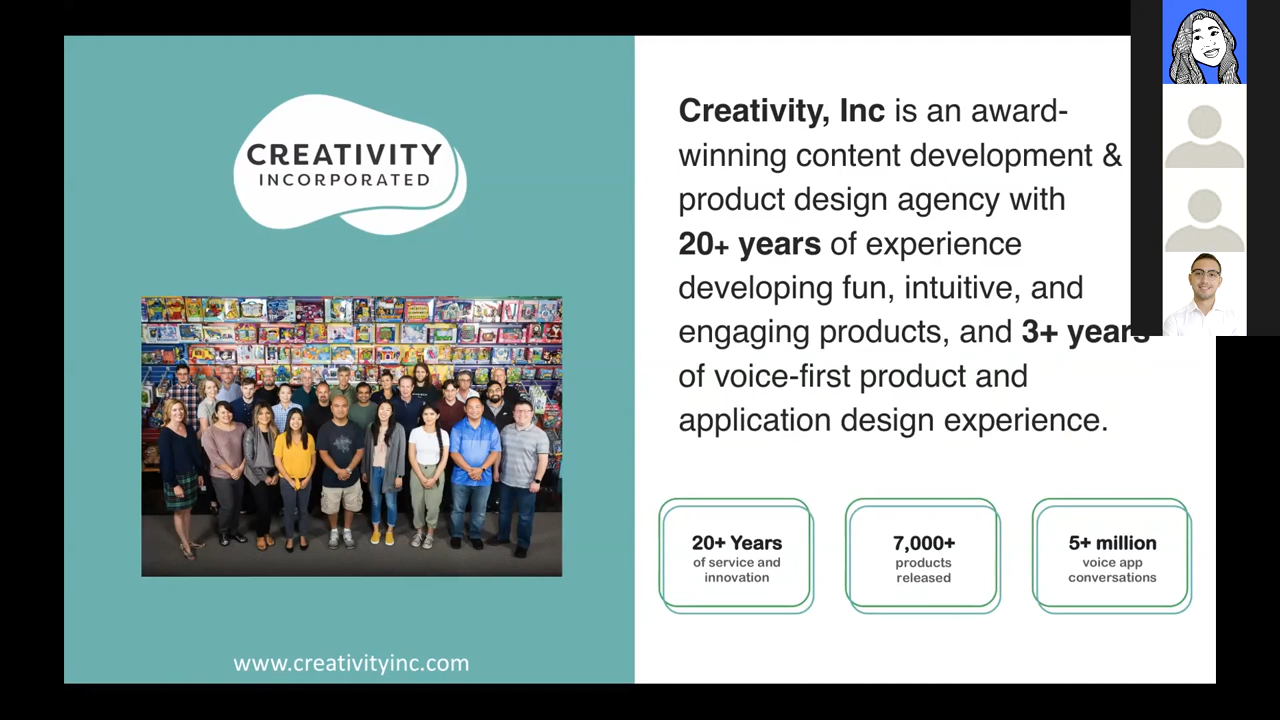 CREATIVITY
INCORPORATED
www.creativityinc.com
Creativity, Inc is an award-
winning content development &
product design agency with
20+ years of experience
developing fun, intuitive, and
engaging products, and 3+ years
of voice-first product and
application design experience.
20+ Years
of service and
innovation
7,000+
products
released
5+ million
voice app
conversations